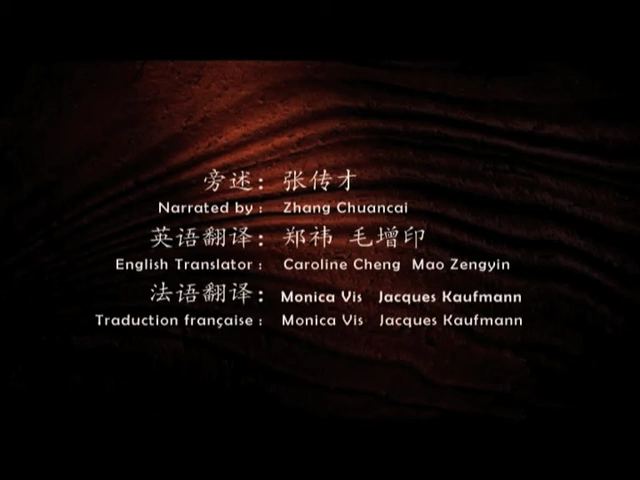 旁述：张传才
Narrated by : Zhang Chuancai
英语翻译：郑祎 毛增印
English Translator : Caroline Cheng Mao Zengyin
法语翻译：Monica Vis Jacques Kaufmann
Traduction française : Monica Vis Jacques Kaufmann